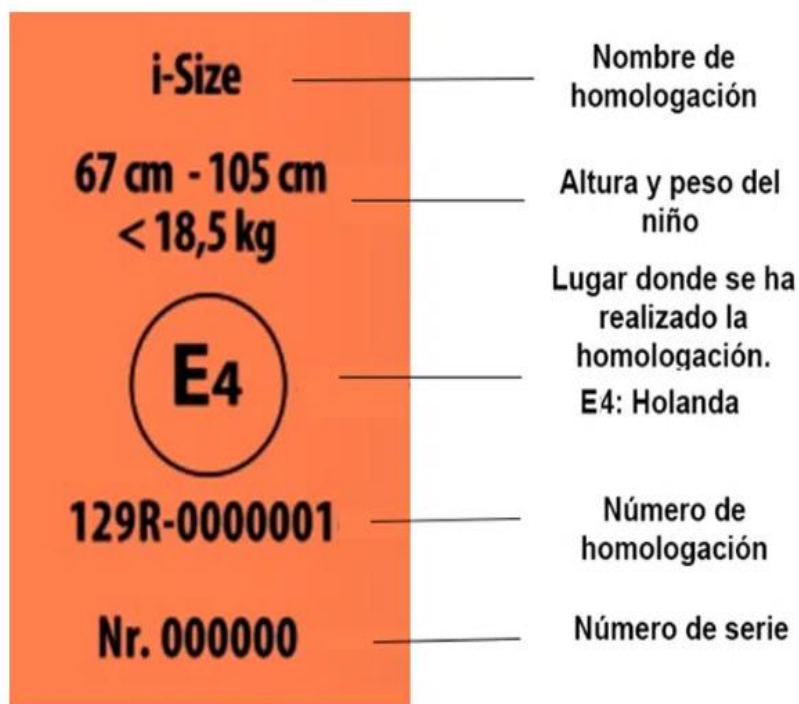 i-Size
Nombre de
homologación
67 cm - 105 cm
< 18,5 kg
Altura y peso del
niño
E4
Lugar donde se ha
realizado la
homologación.
E4: Holanda
129R-0000001
Número de
homologación
Nr. 000000
Número de serie